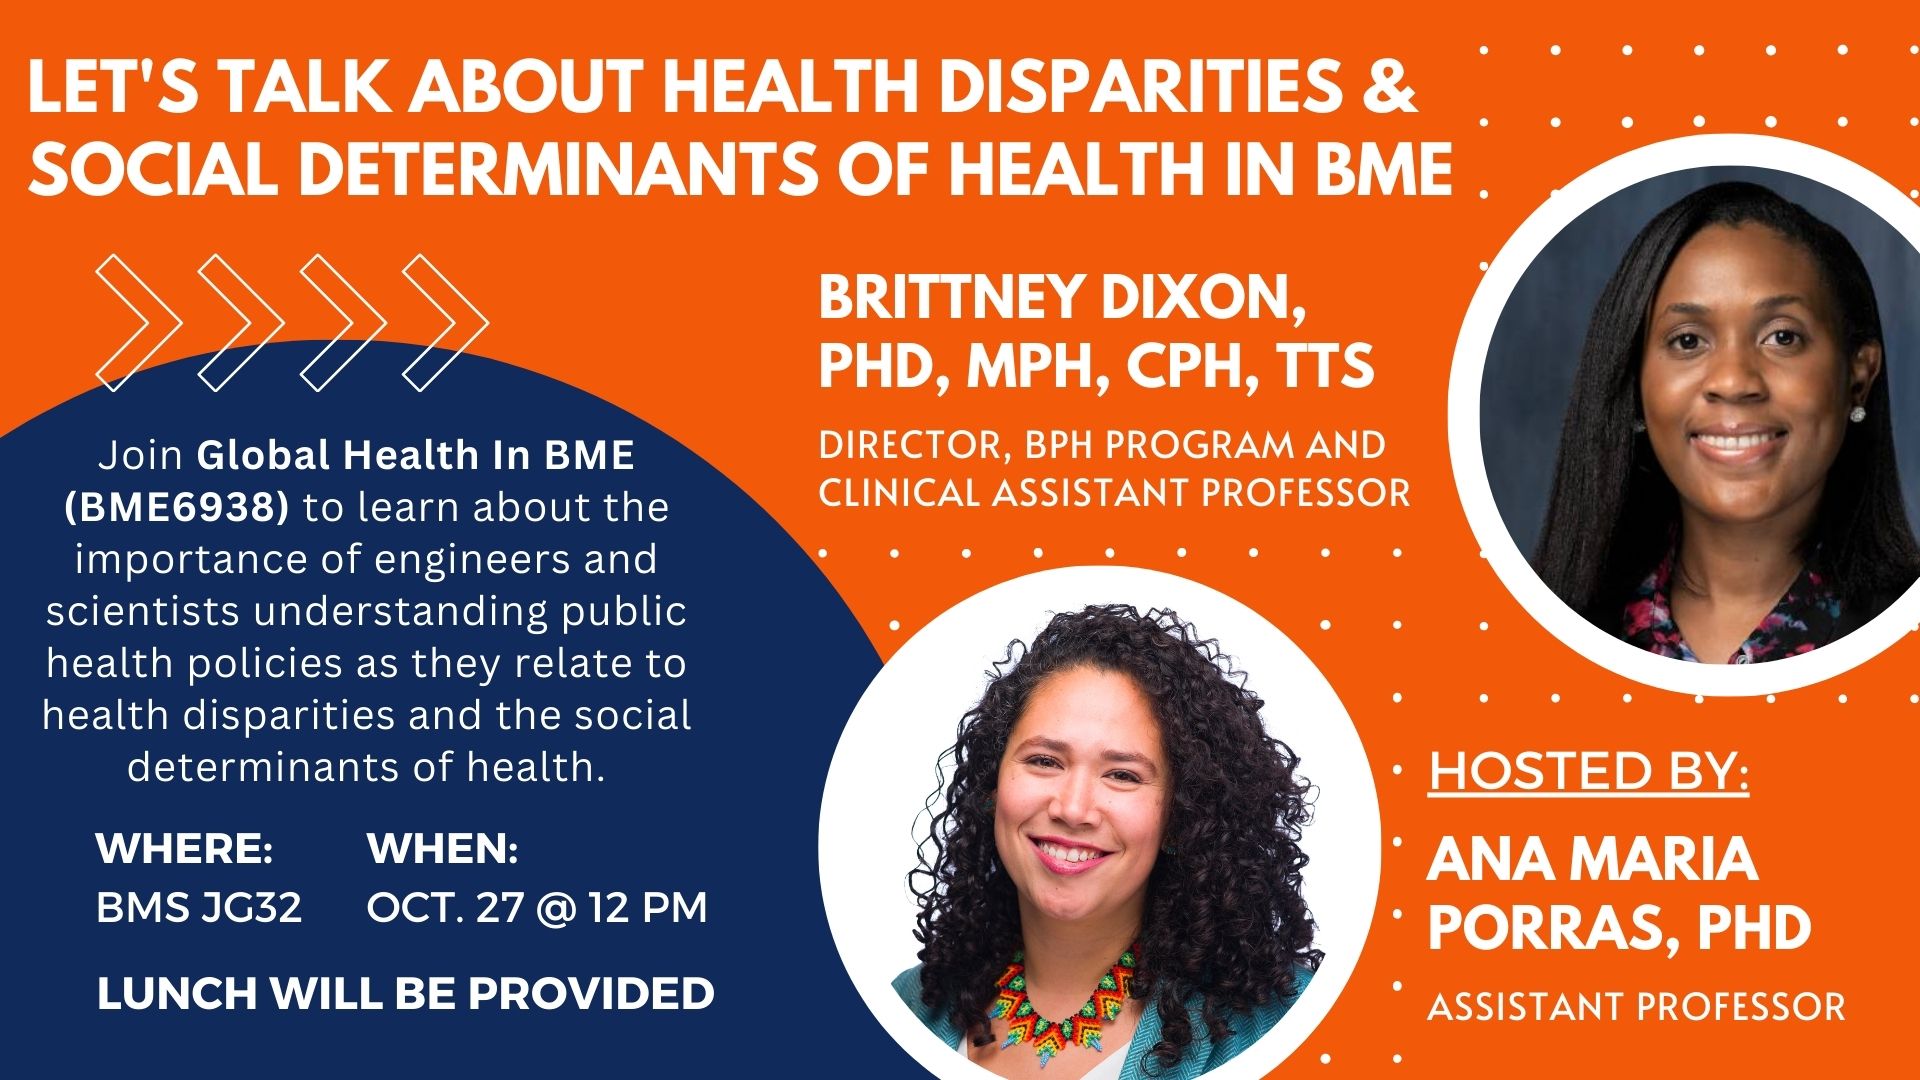 LET'S TALK ABOUT HEALTH DISPARITIES &
SOCIAL DETERMINANTS OF HEALTH IN BME
BRITTNEY DIXON,
PHD, MPH, CPH, TTS
DIRECTOR, BPH PROGRAM AND
CLINICAL ASSISTANT PROFESSOR
Join Global Health In BME
(BME6938) to learn about the
importance of engineers and
scientists understanding public
health policies as they relate to
health disparities and the social
determinants of health.
WHERE:
BMS JG32
WHEN:
OCT. 27 @ 12 PM
LUNCH WILL BE PROVIDED
HOSTED BY:
ANA MARIA
PORRAS, PHD
ASSISTANT PROFESSOR